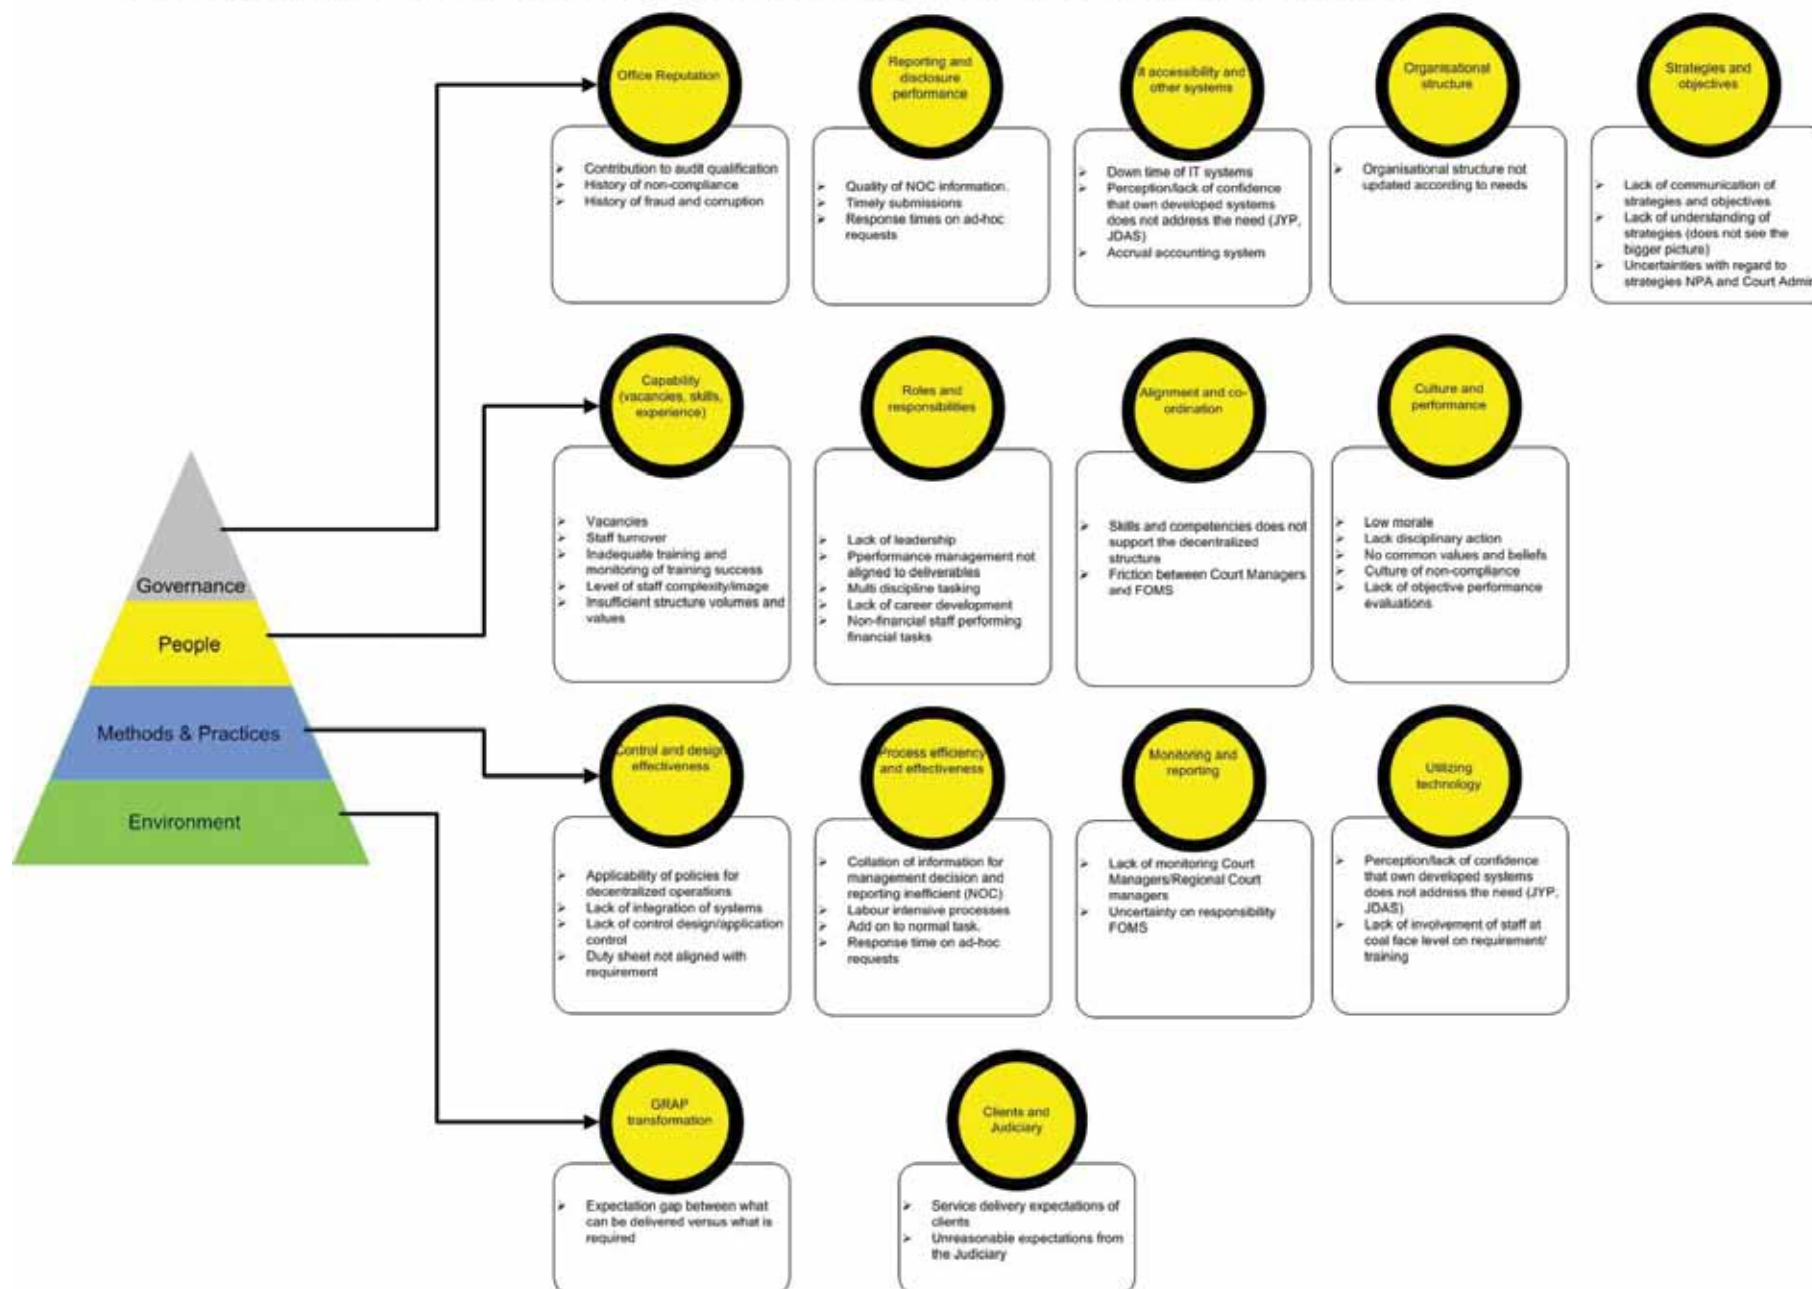 Office Reputation
Contribution to audit qualification
History of non-compliance
History of fraud and corruption
Reporting and
disclosure
performance
Quality of NOC information.
Timely submissions
Response times on ad-hoc
requests
accessibility and
other systems
Down time of IT systems
Perception/lack of confidence
that own developed systems
does not address the need (JYP,
JDAS)
Accrual accounting system
Organisational
structure
Organisational structure not
updated according to needs
Strategies and
objectives
Lack of communication of
strategies and objectives
Lack of understanding of
strategies (does not see the
bigger picture)
Uncertainties with regard to
strategies NPA and Court Admin
Capability
(vacancies, skills,
experience)
Vacancies
Staff turnover
Inadequate training and
monitoring of training success
Level of staff complexity/image
Insufficient structure volumes and
values
Roles and
responsibilities
Lack of leadership
Pperformance management not
aligned to deliverables
Multi discipline tasking
Lack of career development
Non-financial staff performing
financial tasks
Alignment and co-
ordination
Skills and competencies does not
support the decentralized
structure
Friction between Court Managers
and FOMS
Culture and
performance
Low morale
Lack disciplinary action
No common values and beliefs
Culture of non-compliance
Lack of objective performance
evaluations
Governance
People
Methods & Practices
Environment
Control and design
effectiveness
Applicability of policies for
decentralized operations
Lack of integration of systems
Lack of control design/application
control
Duty sheet not aligned with
requirement
Process efficiency
and effectiveness
Collation of information for
management decision and
reporting inefficient (NOC)
Labour intensive processes
Add on to normal task.
Response time on ad-hoc
requests
Monitoring and
reporting
Lack of monitoring Court
Managers/Regional Court
managers
Uncertainty on responsibility
FOMS
Utilizing
technology
Perception/lack of confidence
that own developed systems
does not address the need (JYP,
JDAS)
Lack of involvement of staff at
coal face level on requirement/
training
GRAP
transformation
Expectation gap between what
can be delivered versus what is
required
Clients and
Judiciary
Service delivery expectations of
clients
Unreasonable expectations from
the Judiciary